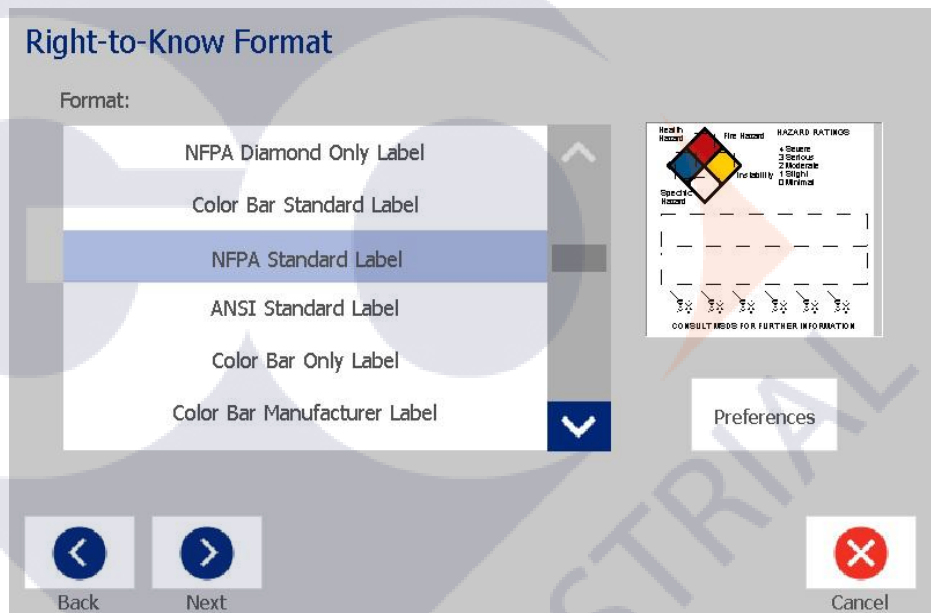 Right-to-Know Format
Format:
NFPA Diamond Only Label
Color Bar Standard Label
NFPA Standard Label
ANSI Standard Label
Color Bar Only Label
Color Bar Manufacturer Label
Health
Hazard
Fire Hazard
HAZARD RATINGS
4 Severe
3 Serious
2 Moderate
Instability
1 Slight
0 Minimal
Specific
Hazard
CONSULT MSDS FOR FURTHER INFORMATION
Preferences
Back
Next
Cancel
STRIAL